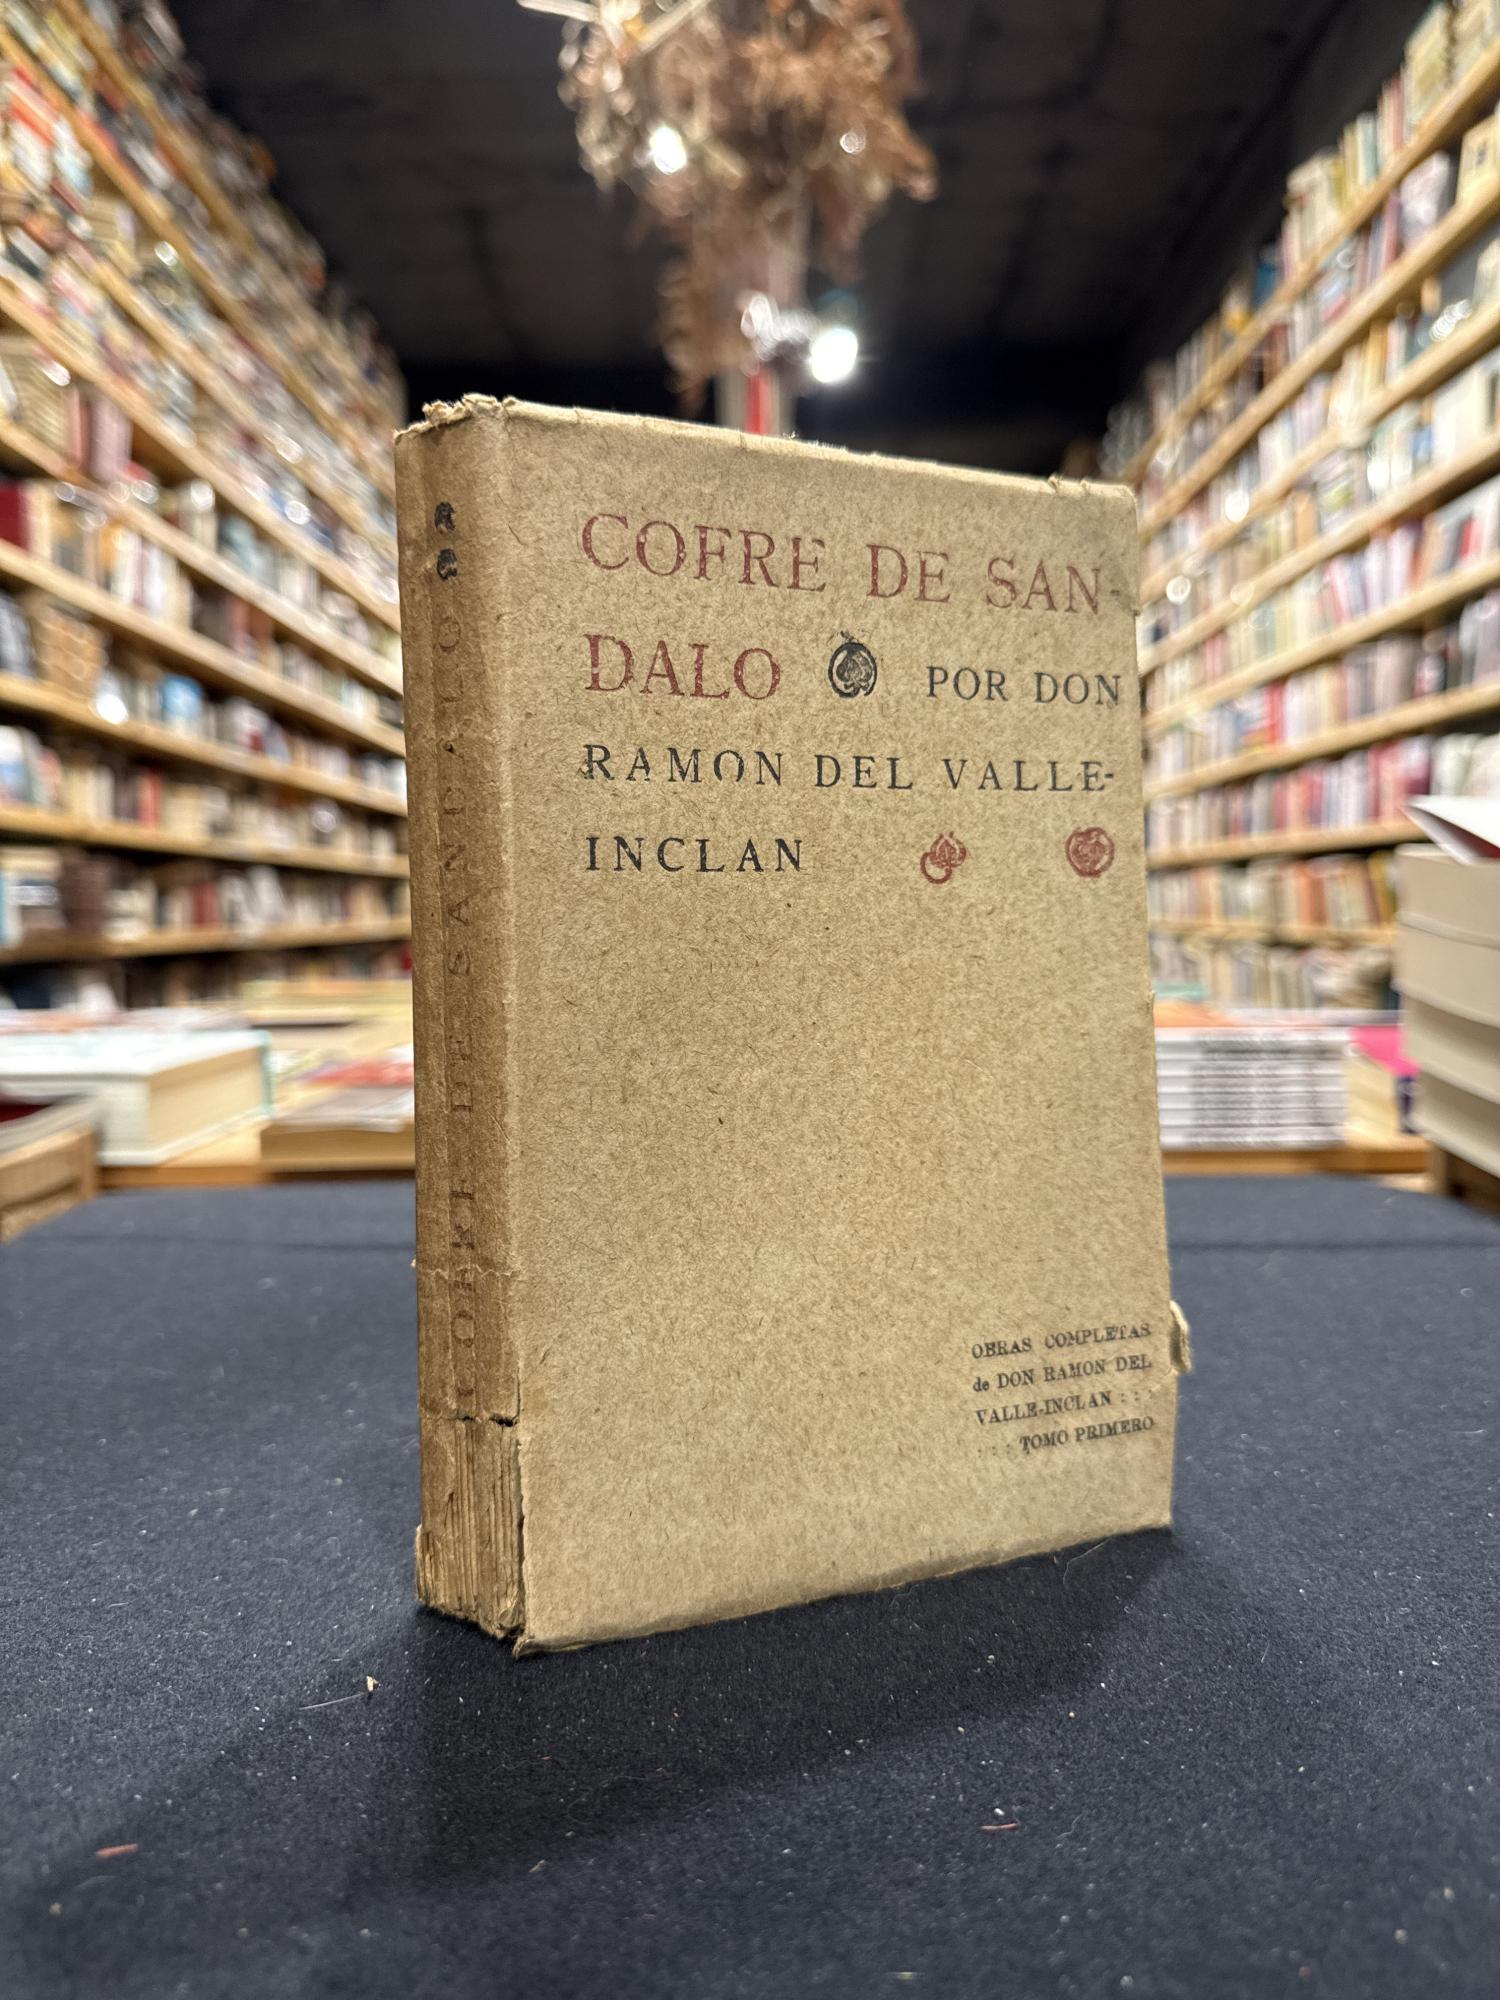 COFRE DE SAN-
DALO POR DON
RAMON DEL VALLE-
INCLAN
OBRAS COMPLETAS
de DON RAMON DEL
VALLE-INCLAN : : :
: : : TOMO PRIMERO
COFRE DE SANDALO